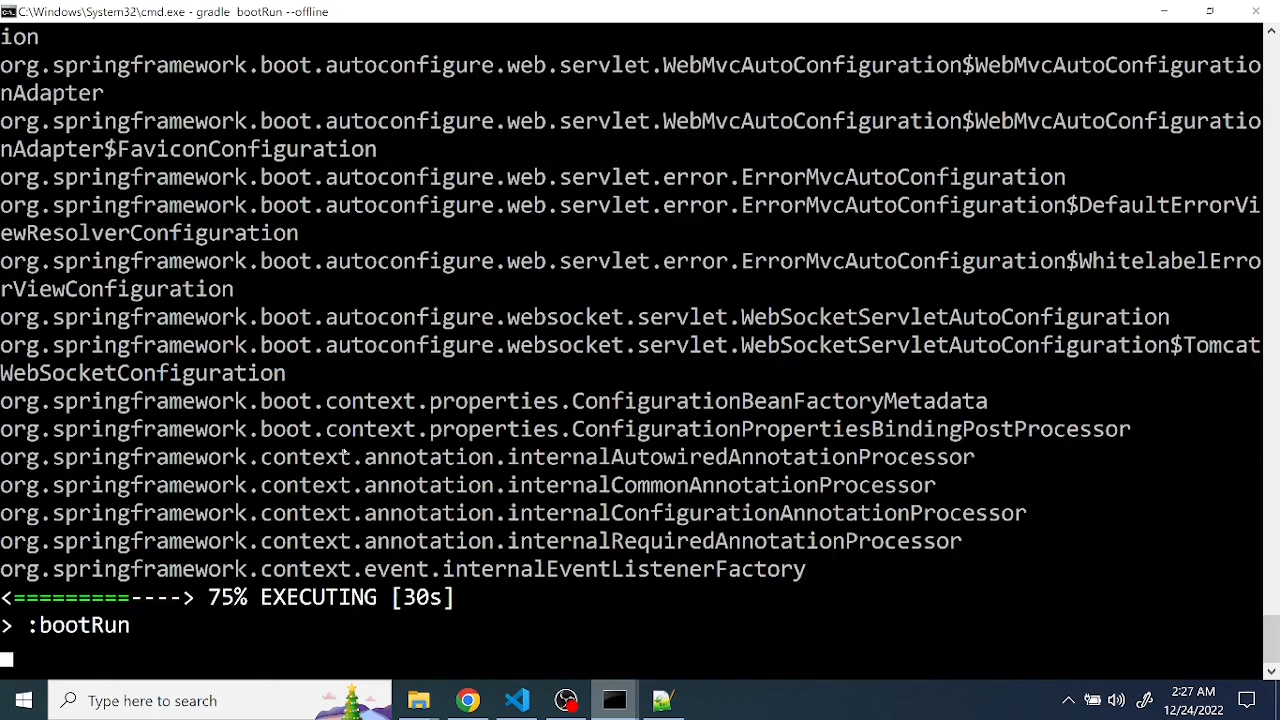 C:\Windows\System32\cmd.exe - gradle  bootRun --offline
ion
org.springframework.boot.autoconfigure.web.servlet.WebMvcAutoConfiguration$WebMvcAutoConfiguratio
nAdapter
org.springframework.boot.autoconfigure.web.servlet.WebMvcAutoConfiguration$WebMvcAutoConfiguratio
nAdapter$FaviconConfiguration
org.springframework.boot.autoconfigure.web.servlet.error.ErrorMvcAutoConfiguration
org.springframework.boot.autoconfigure.web.servlet.error.ErrorMvcAutoConfiguration$DefaultErrorVi
ewResolverConfiguration
org.springframework.boot.autoconfigure.web.servlet.error.ErrorMvcAutoConfiguration$WhitelabelErro
rViewConfiguration
org.springframework.boot.autoconfigure.websocket.servlet.WebSocketServletAutoConfiguration
org.springframework.boot.autoconfigure.websocket.servlet.WebSocketServletAutoConfiguration$Tomcat
WebSocketConfiguration
org.springframework.boot.context.properties.ConfigurationBeanFactoryMetadata
org.springframework.boot.context.properties.ConfigurationPropertiesBindingPostProcessor
org.springframework.context.annotation.internalAutowiredAnnotationProcessor
org.springframework.context.annotation.internalCommonAnnotationProcessor
org.springframework.context.annotation.internalConfigurationAnnotationProcessor
org.springframework.context.annotation.internalRequiredAnnotationProcessor
org.springframework.context.event.internalEventListenerFactory
<=========----> 75% EXECUTING [30s]
> :bootRun
Type here to search
2:27 AM
12/24/2022